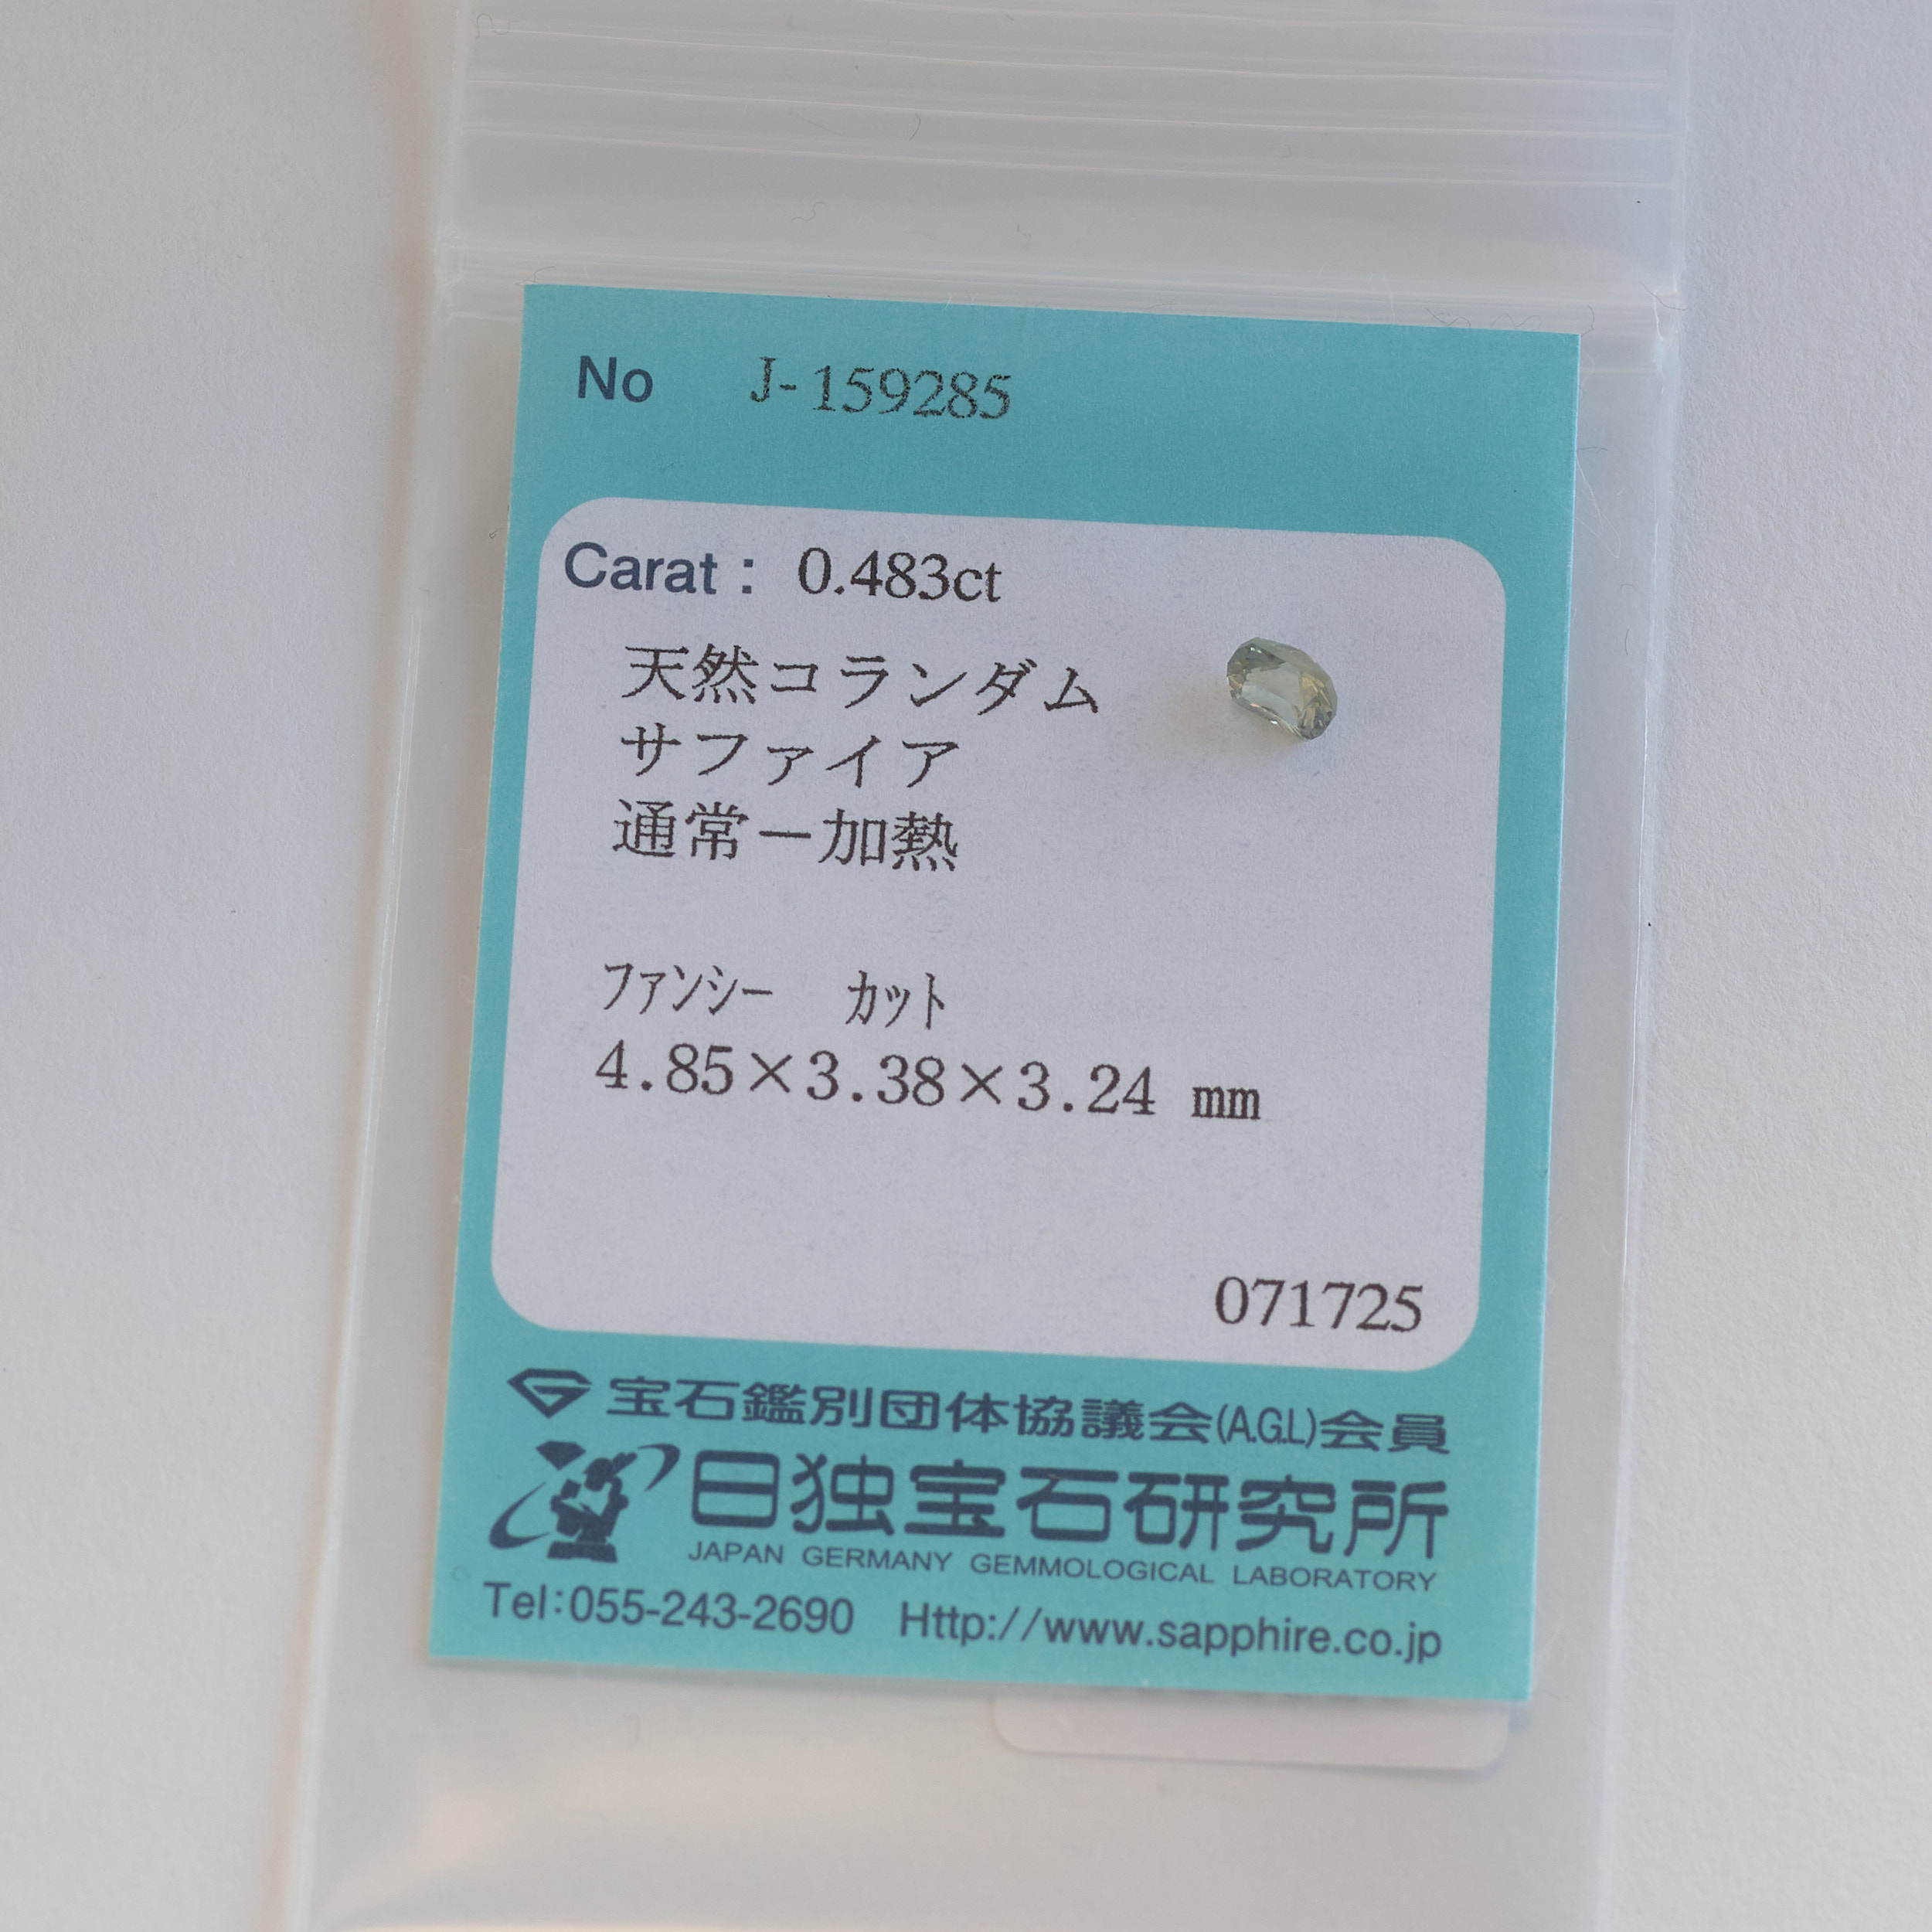 No J-159285
Carat : 0.483ct
天然コランダム
サファイア
通常－加熱
ファンシー カット
4.85×3.38×3.24 mm
071725
宝石鑑別団体協議会(A.G.L)会員
日独宝石研究所
JAPAN GERMANY GEMMOLOGICAL LABORATORY
Tel:055-243-2690 Http://www.sapphire.co.jp